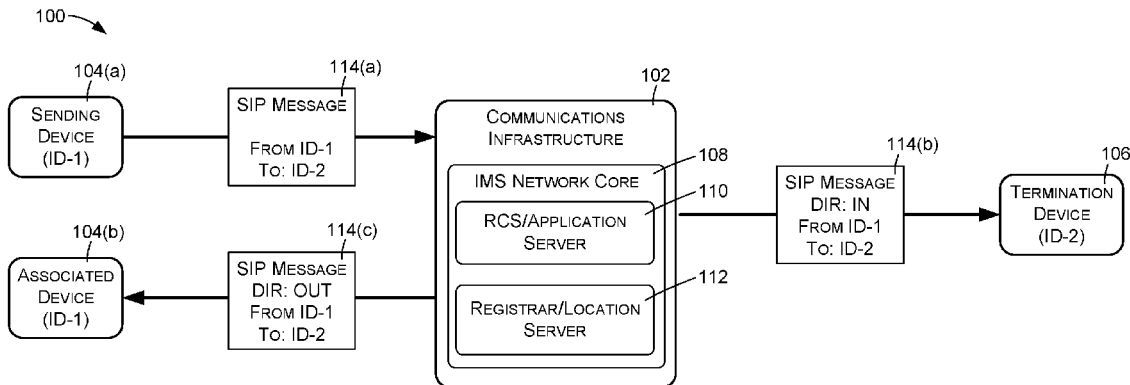 100
104(a)
SENDING
DEVICE
(ID-1)
114(a)
SIP MESSAGE
FROM ID-1
TO: ID-2
102
COMMUNICATIONS
INFRASTRUCTURE
108
IMS NETWORK CORE
110
RCS/APPLICATION
SERVER
112
REGISTRAR/LOCATION
SERVER
114(b)
SIP MESSAGE
DIR: IN
FROM ID-1
TO: ID-2
106
TERMINATION
DEVICE
(ID-2)
104(b)
ASSOCIATED
DEVICE
(ID-1)
114(c)
SIP MESSAGE
DIR: OUT
FROM ID-1
TO: ID-2